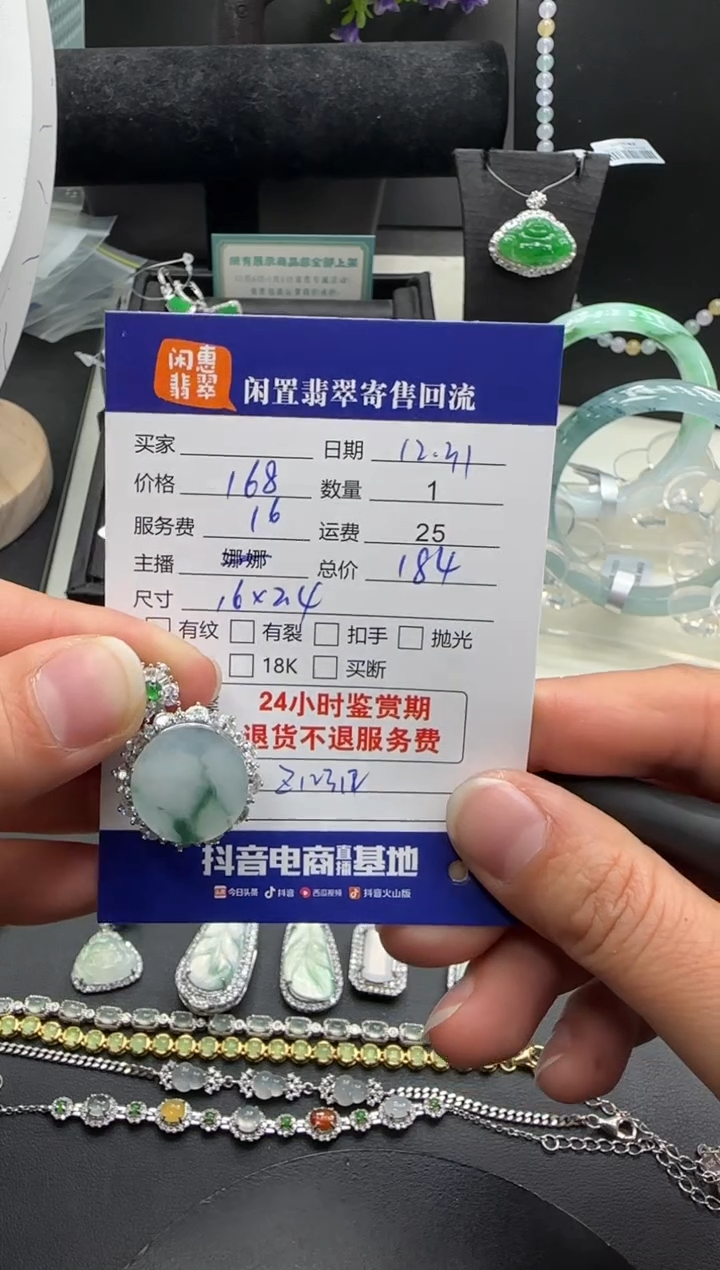 闲惠
翡翠
闲置翡翠寄售回流
买家 日期 12.31
价格 168 数量 1
服务费 16 运费 25
主播 娜娜 总价 184
尺寸 16×24
有纹 有裂 扣手 抛光
18K 买断
24小时鉴赏期
退货不退服务费
抖音电商直播基地
今日头条 抖音 西瓜视频 抖音火山版